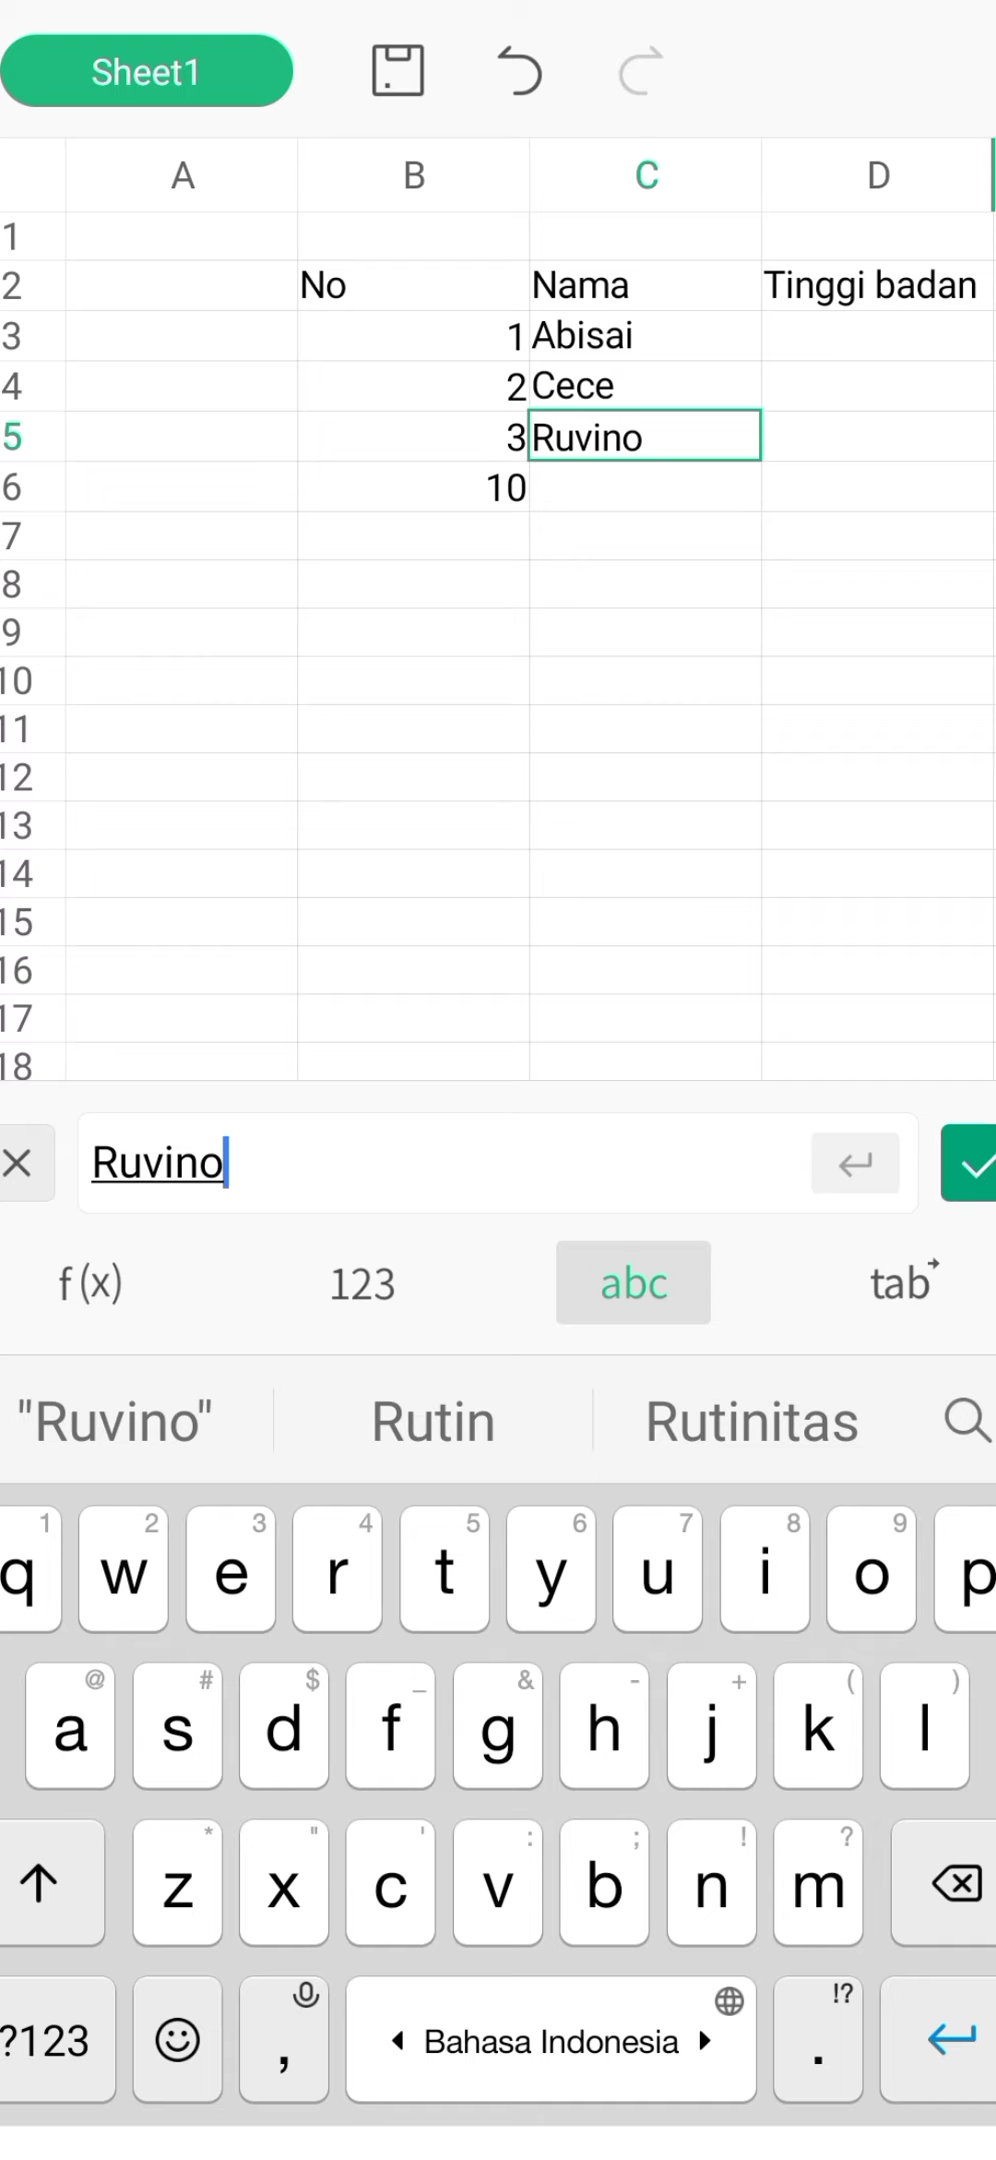 Sheet1
A B C D
1
2 No Nama Tinggi badan
3 1 Abisai
4 2 Cece
5 3 Ruvino
6 10
7
8
9
10
11
12
13
14
15
16
17
18
Ruvino
f(x) 123 abc tab
"Ruvino" Rutin Rutinitas
1 2 3 4 5 6 7 8 9
q w e r t y u i o p
@ # $ _ & - + ( )
a s d f g h j k l
* " ' : ; ! ?
z x c v b n m
!?
?123 , Bahasa Indonesia .